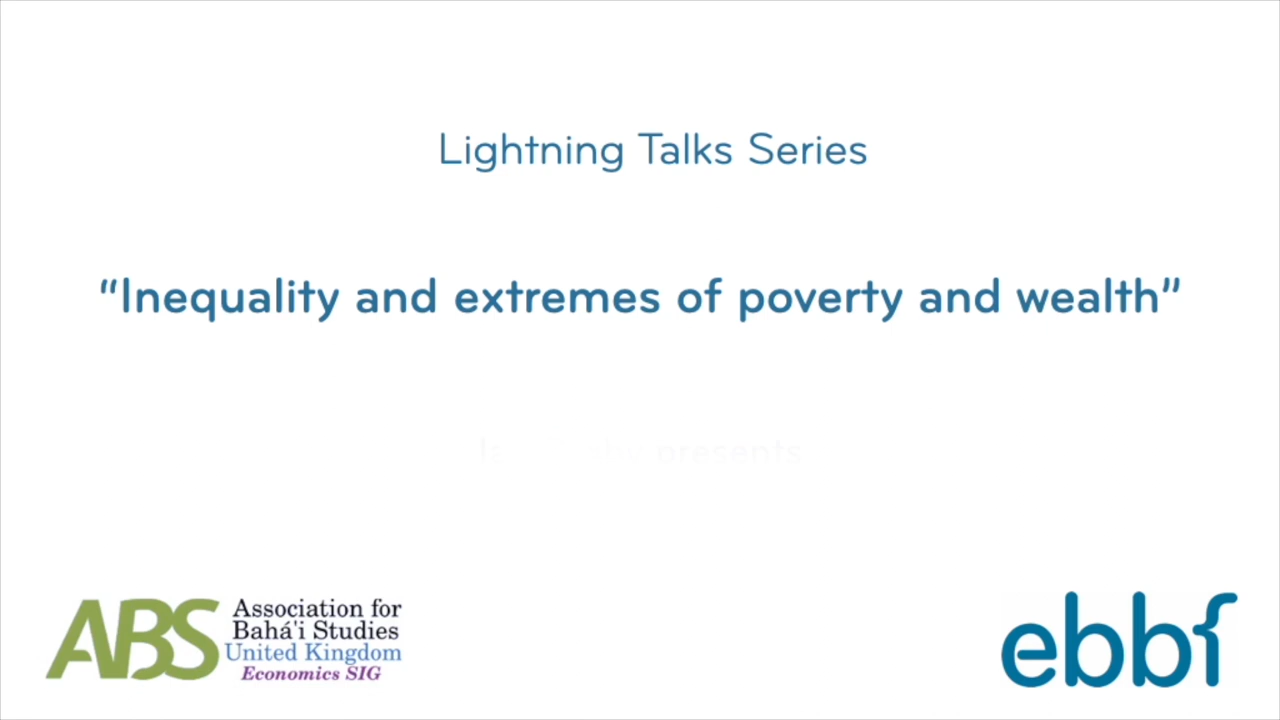 Lightning Talks Series
“Inequality and extremes of poverty and wealth”
presents
ABS
Association for
Bahá'i Studies
United Kingdom
Economics SIG
ebbf